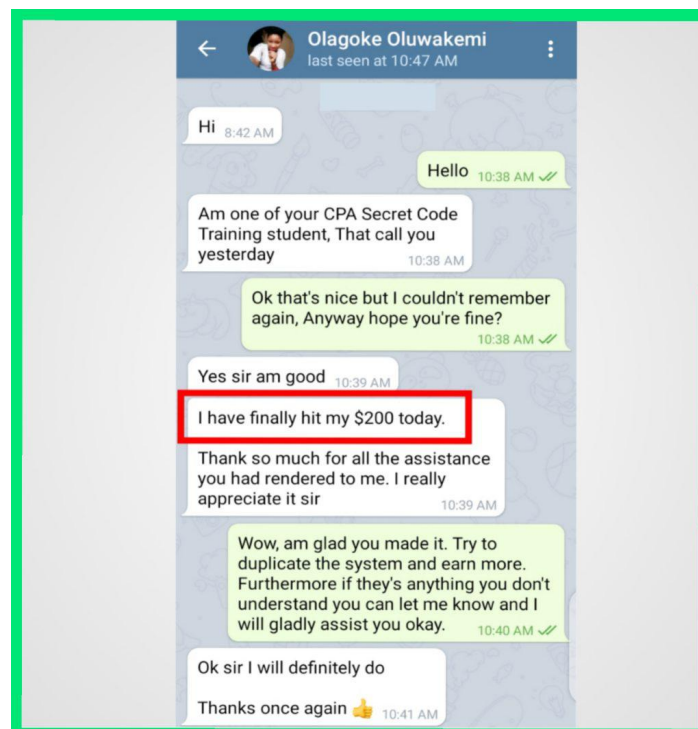 Olagoke Oluwakemi
last seen at 10:47 AM
Hi 8:42 AM
Hello 10:38 AM
Am one of your CPA Secret Code
Training student, That call you
yesterday 10:38 AM
Ok that's nice but I couldn't remember
again, Anyway hope you're fine?
10:38 AM
Yes sir am good 10:39 AM
I have finally hit my $200 today.
Thank so much for all the assistance
you had rendered to me. I really
appreciate it sir 10:39 AM
Wow, am glad you made it. Try to
duplicate the system and earn more.
Furthermore if they's anything you don't
understand you can let me know and I
will gladly assist you okay. 10:40 AM
Ok sir I will definitely do
Thanks once again 👍 10:41 AM